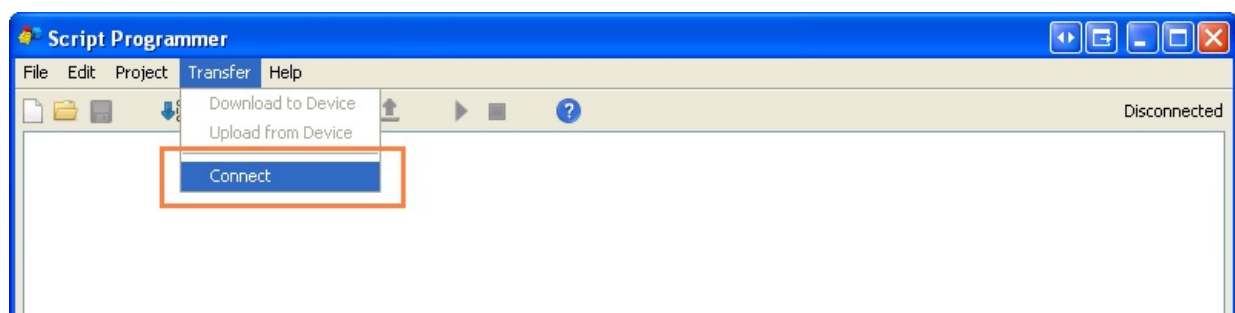 Script Programmer
File Edit Project Transfer Help
Download to Device
Disconnected
Upload from Device
Connect